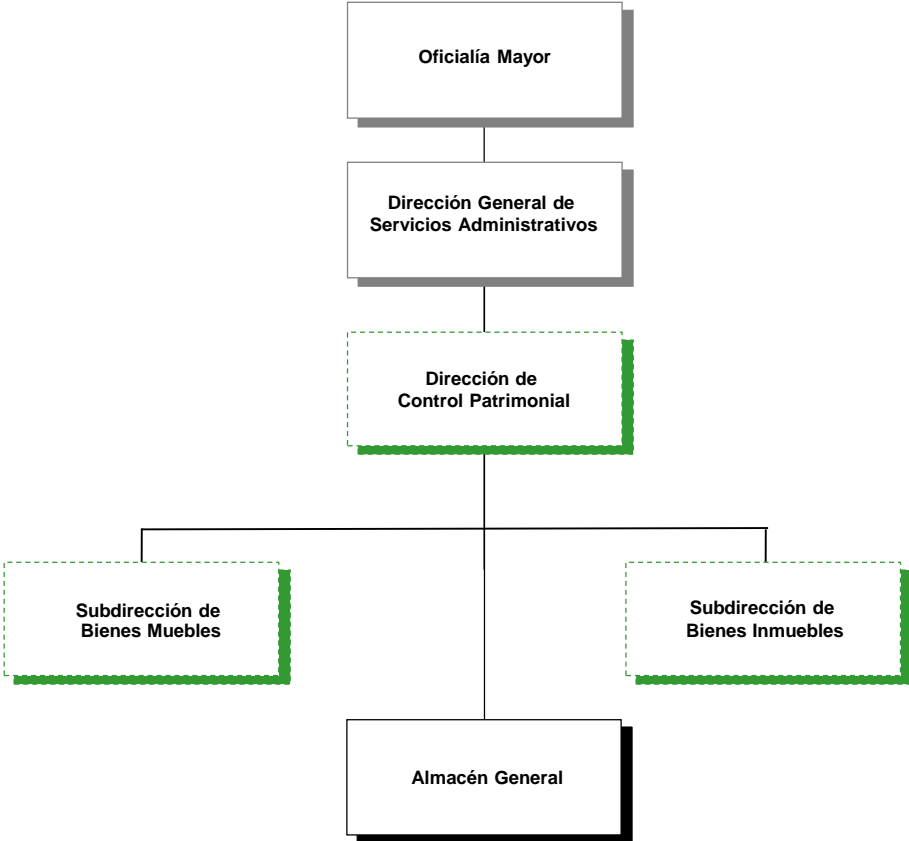 Oficialía Mayor
Dirección General de
Servicios Administrativos
Dirección de
Control Patrimonial
Subdirección de
Bienes Muebles
Subdirección de
Bienes Inmuebles
Almacén General